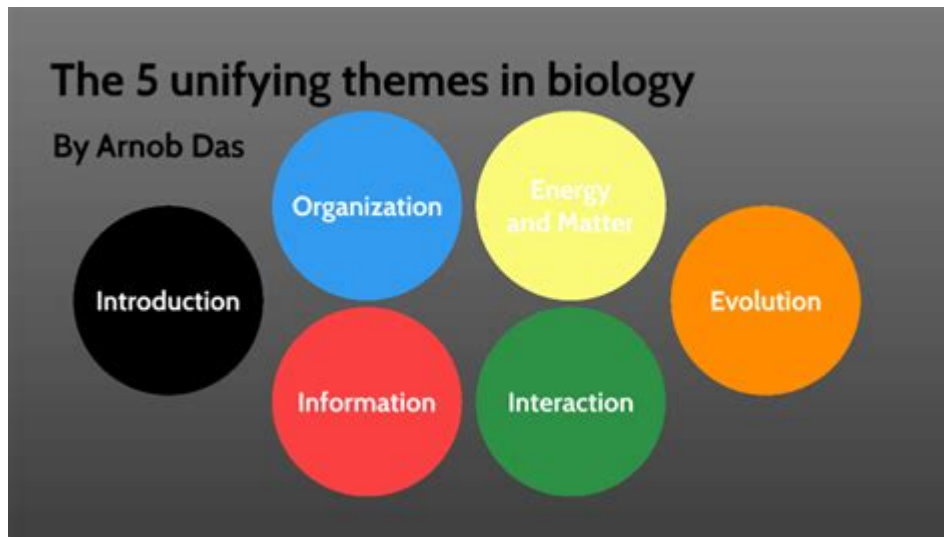 The 5 unifying themes in biology
By Arnob Das
Introduction
Organization
Energy
and Matter
Information
Interaction
Evolution